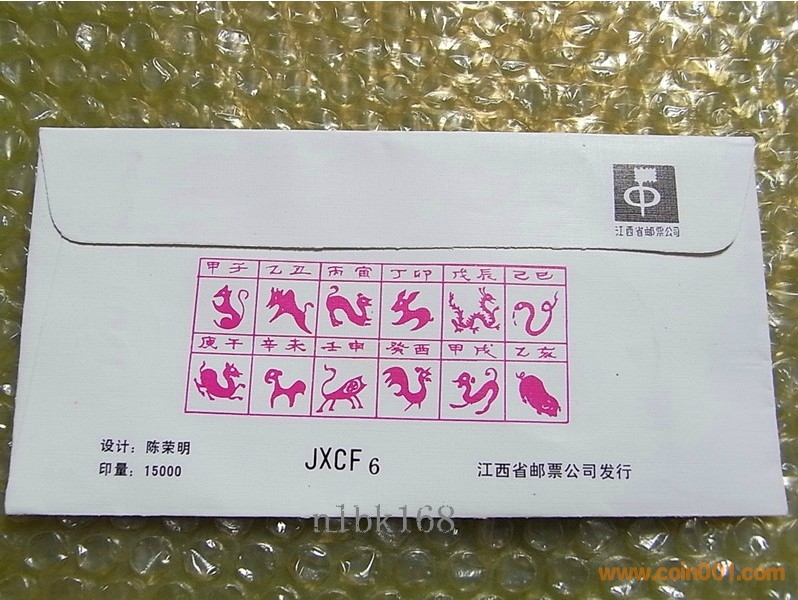 江西省邮票公司
甲子 乙丑 丙寅 丁卯 戊辰 己巳
庚午 辛未 壬申 癸酉 甲戌 乙亥
设计：陈荣明
印量：15000
JXCF 6
江西省邮票公司发行
n1bk168
www.coin001.com